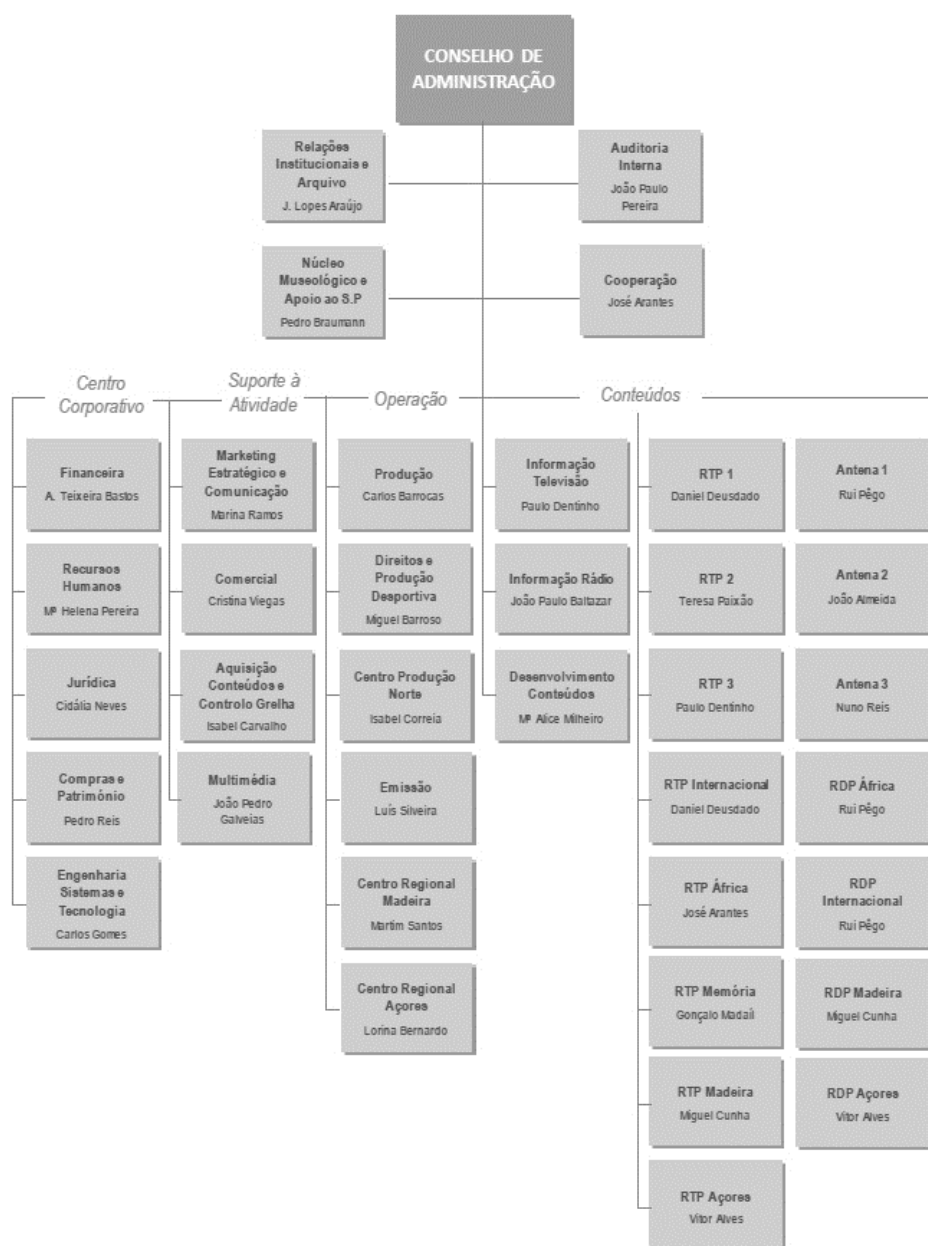 CONSELHO DE
ADMINISTRAÇÃO
Relações
Institucionais e
Arquivo
J. Lopes Araújo
Auditoria
Interna
João Paulo
Pereira
Núcleo
Museológico e
Apoio ao S.P
Pedro Braumann
Cooperação
José Arantes
Centro
Corporativo
Suporte à
Atividade
Operação
Conteúdos
Financeira
A. Teixeira Bastos
Recursos
Humanos
Mª Helena Pereira
Jurídica
Cidália Neves
Compras e
Património
Pedro Reis
Engenharia
Sistemas e
Tecnologia
Carlos Gomes
Marketing
Estratégico e
Comunicação
Marina Ramos
Comercial
Cristina Viegas
Aquisição
Conteúdos e
Controlo Grelha
Isabel Carvalho
Multimédia
João Pedro
Galveias
Produção
Carlos Barrocas
Direitos e
Produção
Desportiva
Miguel Barroso
Centro Produção
Norte
Isabel Correia
Emissão
Luís Silveira
Centro Regional
Madeira
Martim Santos
Centro Regional
Açores
Lorina Bernardo
Informação
Televisão
Paulo Dentinho
Informação Rádio
João Paulo Baltazar
Desenvolvimento
Conteúdos
Mª Alice Milheiro
RTP 1
Daniel Deusdado
RTP 2
Teresa Paixão
RTP 3
Paulo Dentinho
RTP Internacional
Daniel Deusdado
RTP África
José Arantes
RTP Memória
Gonçalo Madaíl
RTP Madeira
Miguel Cunha
RTP Açores
Vitor Alves
Antena 1
Rui Pêgo
Antena 2
João Almeida
Antena 3
Nuno Reis
RDP África
Rui Pêgo
RDP
Internacional
Rui Pêgo
RDP Madeira
Miguel Cunha
RDP Açores
Vitor Alves